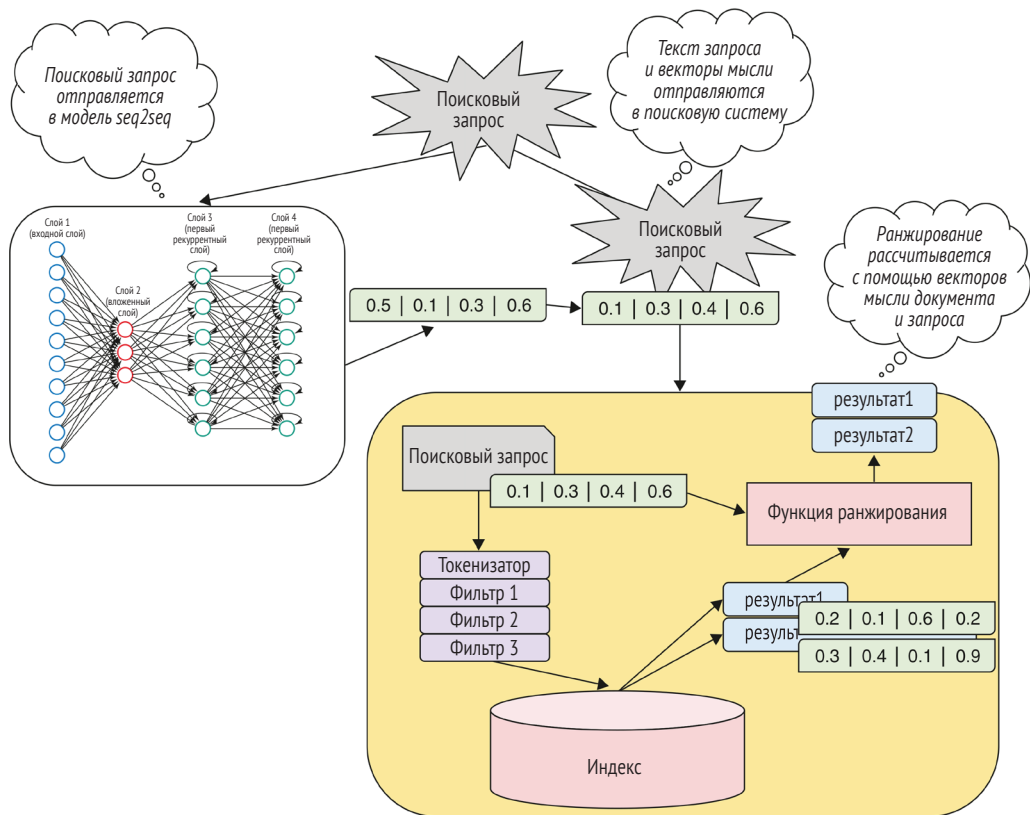 Поисковый запрос
отправляется
в модель seq2seq
Поисковый
запрос
Текст запроса
и векторы мысли
отправляются
в поисковую систему
Поисковый
запрос
Ранжирование
рассчитывается
с помощью векторов
мысли документа
и запроса
Слой 1
(входной слой)
Слой 2
(вложенный
слой)
Слой 3
(первый
рекуррентный
слой)
Слой 4
(первый
рекуррентный
слой)
0.5 | 0.1 | 0.3 | 0.6
0.1 | 0.3 | 0.4 | 0.6
результат1
результат2
Поисковый запрос
0.1 | 0.3 | 0.4 | 0.6
Функция ранжирования
Токенизатор
Фильтр 1
Фильтр 2
Фильтр 3
результат1
0.2 | 0.1 | 0.6 | 0.2
результ
0.3 | 0.4 | 0.1 | 0.9
Индекс